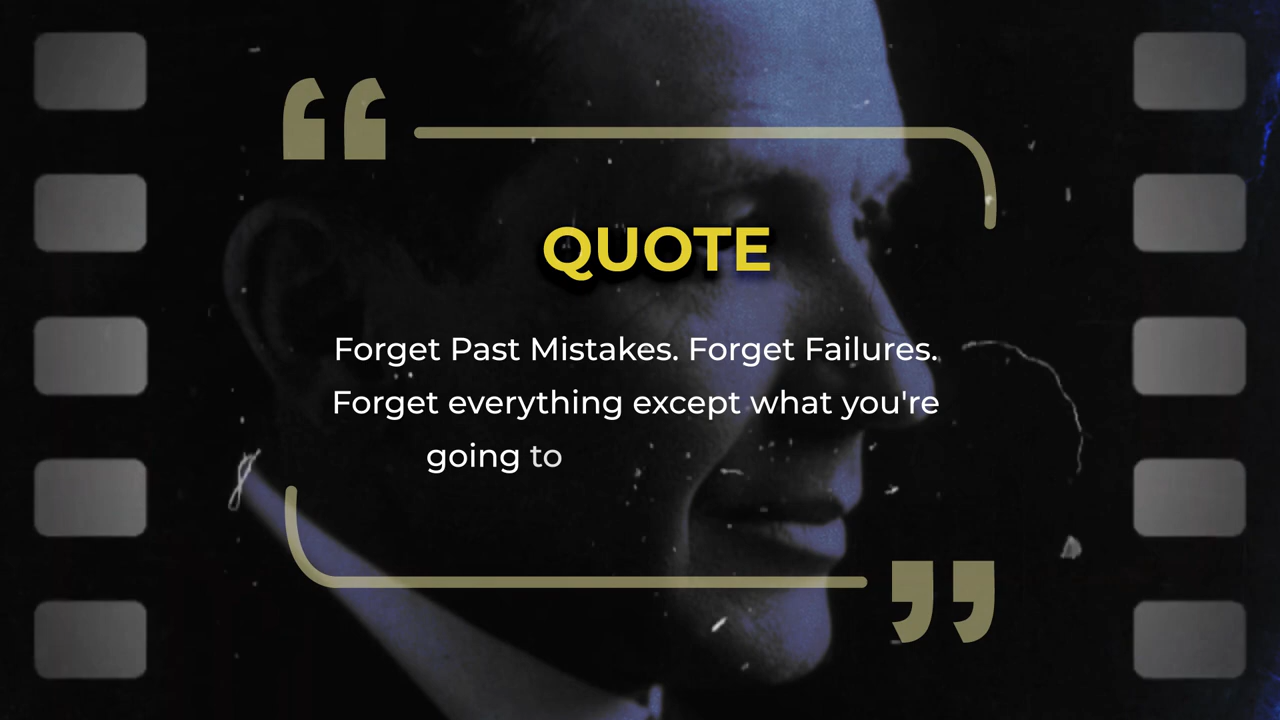 QUOTE
Forget Past Mistakes. Forget Failures.
Forget everything except what you're
going to